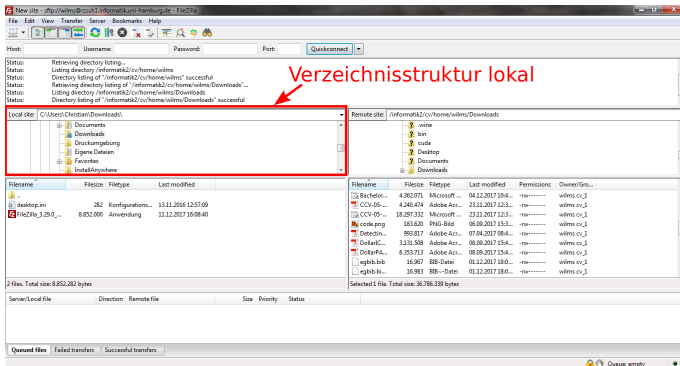 New site - sftp://wilms@rzssh1.informatik.uni-hamburg.de - FileZilla
File Edit View Transfer Server Bookmarks Help
Host: Username: Password: Port: Quickconnect
Status: Retrieving directory listing...
Status: Listing directory /informatik2/cv/home/wilms
Status: Directory listing of "/informatik2/cv/home/wilms" successful
Status: Retrieving directory listing of "/informatik2/cv/home/wilms/Downloads"...
Status: Listing directory /informatik2/cv/home/wilms/Downloads
Status: Directory listing of "/informatik2/cv/home/wilms/Downloads" successful
Verzeichnisstruktur lokal
Local site: C:\Users\Christian\Downloads\
Documents
Downloads
Druckumgebung
Eigene Dateien
Favorites
InstallAnywhere
Remote site: /informatik2/cv/home/wilms/Downloads
.wine
bin
cuda
Desktop
Documents
Downloads
Filename Filesize Filetype Last modified
..
desktop.ini 282 Konfigurations... 13.11.2016 12:57:09
FileZilla_3.29.0_... 8.852.000 Anwendung 11.12.2017 16:08:40
2 files. Total size: 8.852.282 bytes
Filename Filesize Filetype Last modified Permissions Owner/Gro...
Bachelor... 4.362.071 Microsoft ... 04.12.2017 10:4... -rw------- wilms cv_1
CCV-05-... 4.240.474 Adobe Acr... 23.11.2017 12:3... -rw------- wilms cv_1
CCV-05-... 18.297.332 Microsoft ... 23.11.2017 12:3... -rw------- wilms cv_1
code.png 183.620 PNG-Bild 06.09.2017 15:3... -rw------- wilms cv_1
Detectin... 993.817 Adobe Acr... 07.04.2017 08:4... -rw------- wilms cv_1
DollarIC... 3.131.508 Adobe Acr... 08.09.2017 15:4... -rw------- wilms cv_1
DollarPA... 8.353.713 Adobe Acr... 08.09.2017 15:4... -rw------- wilms cv_1
egbib.bib 16.967 BIB-Datei 01.12.2017 18:0... -rw------- wilms cv_1
egbib.bi... 16.983 BIB~-Datei 01.12.2017 18:0... -rw------- wilms cv_1
Selected 1 file. Total size: 36.786.339 bytes
Server/Local file Direction Remote file Size Priority Status
Queued files Failed transfers Successful transfers
Queue: empty